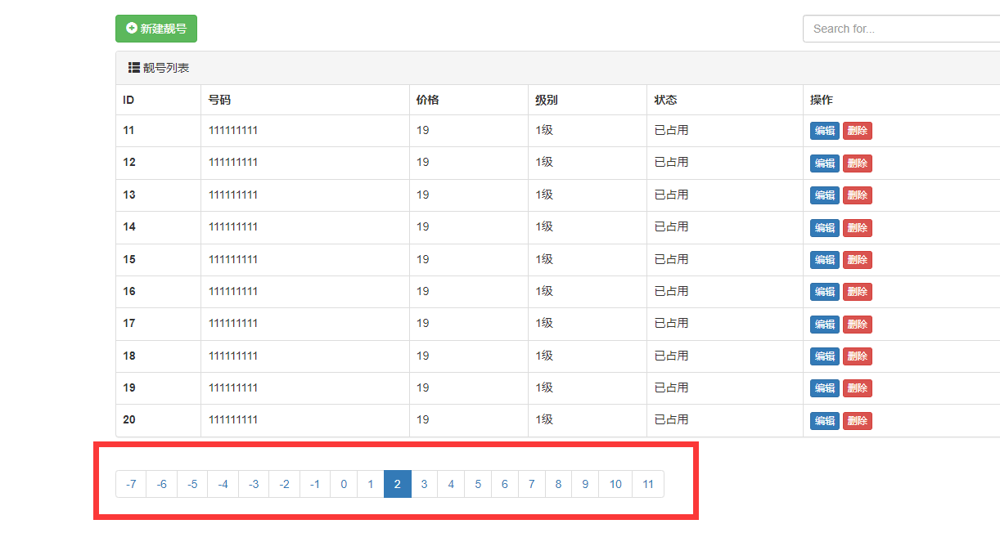 新建靓号
Search for...
靓号列表
ID 号码 价格 级别 状态 操作
11 111111111 19 1级 已占用 编辑 删除
12 111111111 19 1级 已占用 编辑 删除
13 111111111 19 1级 已占用 编辑 删除
14 111111111 19 1级 已占用 编辑 删除
15 111111111 19 1级 已占用 编辑 删除
16 111111111 19 1级 已占用 编辑 删除
17 111111111 19 1级 已占用 编辑 删除
18 111111111 19 1级 已占用 编辑 删除
19 111111111 19 1级 已占用 编辑 删除
20 111111111 19 1级 已占用 编辑 删除
-7 -6 -5 -4 -3 -2 -1 0 1 2 3 4 5 6 7 8 9 10 11